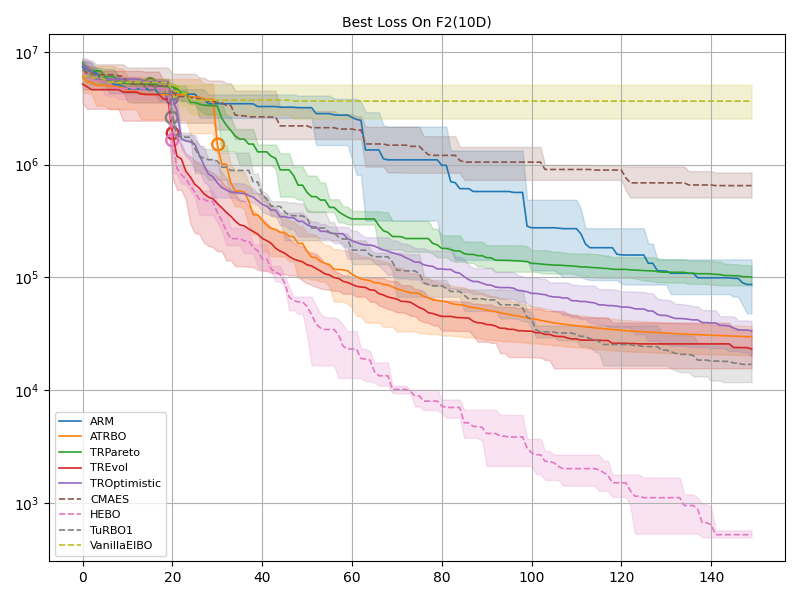 Best Loss On F2(10D)
10^7
10^6
10^5
10^4
10^3
ARM
ATRBO
TRPareto
TREvol
TROptimistic
CMAES
HEBO
TuRBO1
VanillaEIBO
0 20 40 60 80 100 120 140